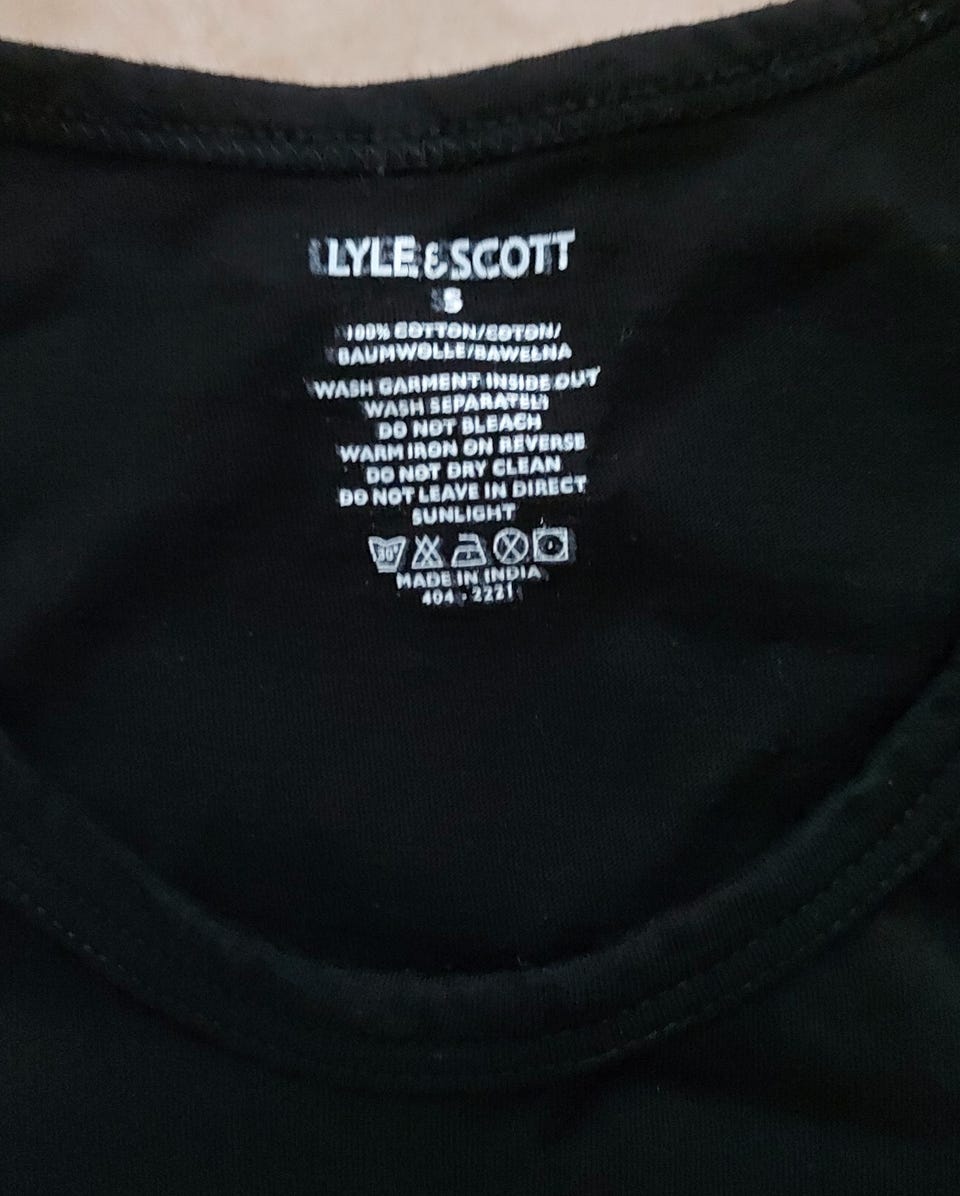 LYLE & SCOTT
S
100% COTTON/COTON/
BAUMWOLLE/BAWEŁNA
WASH GARMENT INSIDE OUT
WASH SEPARATELY
DO NOT BLEACH
WARM IRON ON REVERSE
DO NOT DRY CLEAN
DO NOT LEAVE IN DIRECT
SUNLIGHT
30°
MADE IN INDIA
404 - 2221